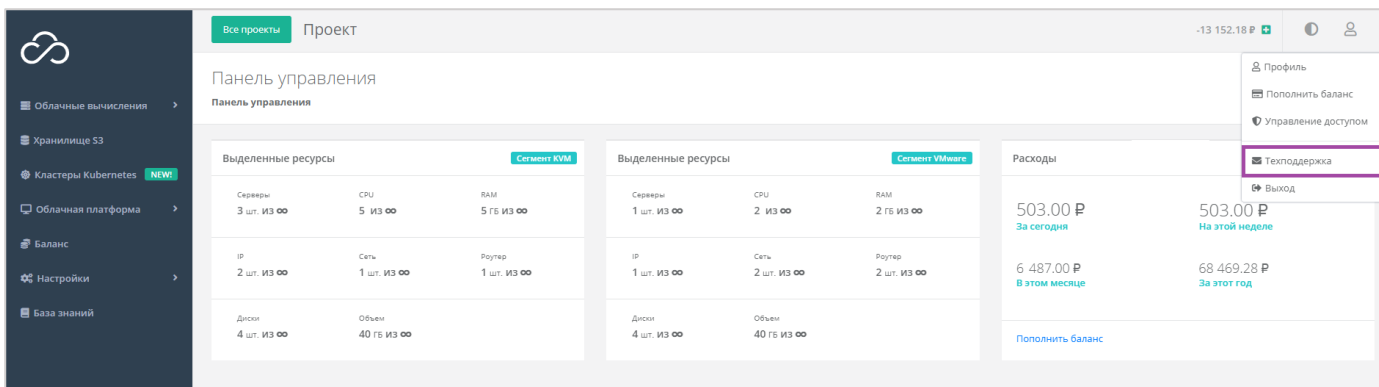 Все проекты Проект -13 152.18 ₽
Облачные вычисления
Хранилище S3
Кластеры Kubernetes NEW!
Облачная платформа
Баланс
Настройки
База знаний
Панель управления
Панель управления
Профиль
Пополнить баланс
Управление доступом
Техподдержка
Выход
Выделенные ресурсы Сегмент KVM
Серверы CPU RAM
3 шт. из ∞ 5 из ∞ 5 ГБ из ∞
IP Сеть Роутер
2 шт. из ∞ 1 шт. из ∞ 1 шт. из ∞
Диски Объем
4 шт. из ∞ 40 ГБ из ∞
Выделенные ресурсы Сегмент VMware
Серверы CPU RAM
1 шт. из ∞ 2 из ∞ 2 ГБ из ∞
IP Сеть Роутер
1 шт. из ∞ 2 шт. из ∞ 2 шт. из ∞
Диски Объем
4 шт. из ∞ 40 ГБ из ∞
Расходы
503.00 ₽ 503.00 ₽
За сегодня На этой неделе
6 487.00 ₽ 68 469.28 ₽
В этом месяце За этот год
Пополнить баланс